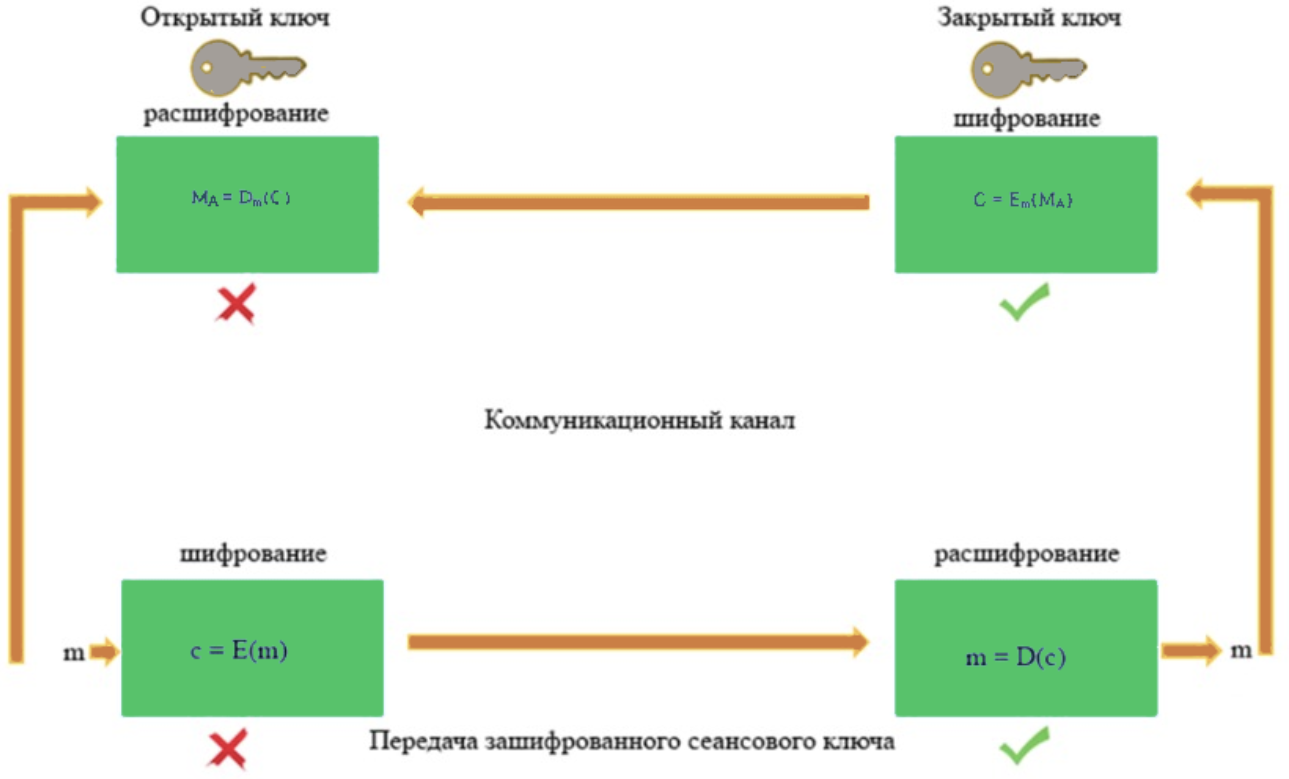 Открытый ключ
Закрытый ключ
расшифрование
шифрование
M_A = D_m(C)
C = E_m{M_A}
Коммуникационный канал
шифрование
расшифрование
m
c = E(m)
m = D(c)
m
Передача зашифрованного сеансового ключа